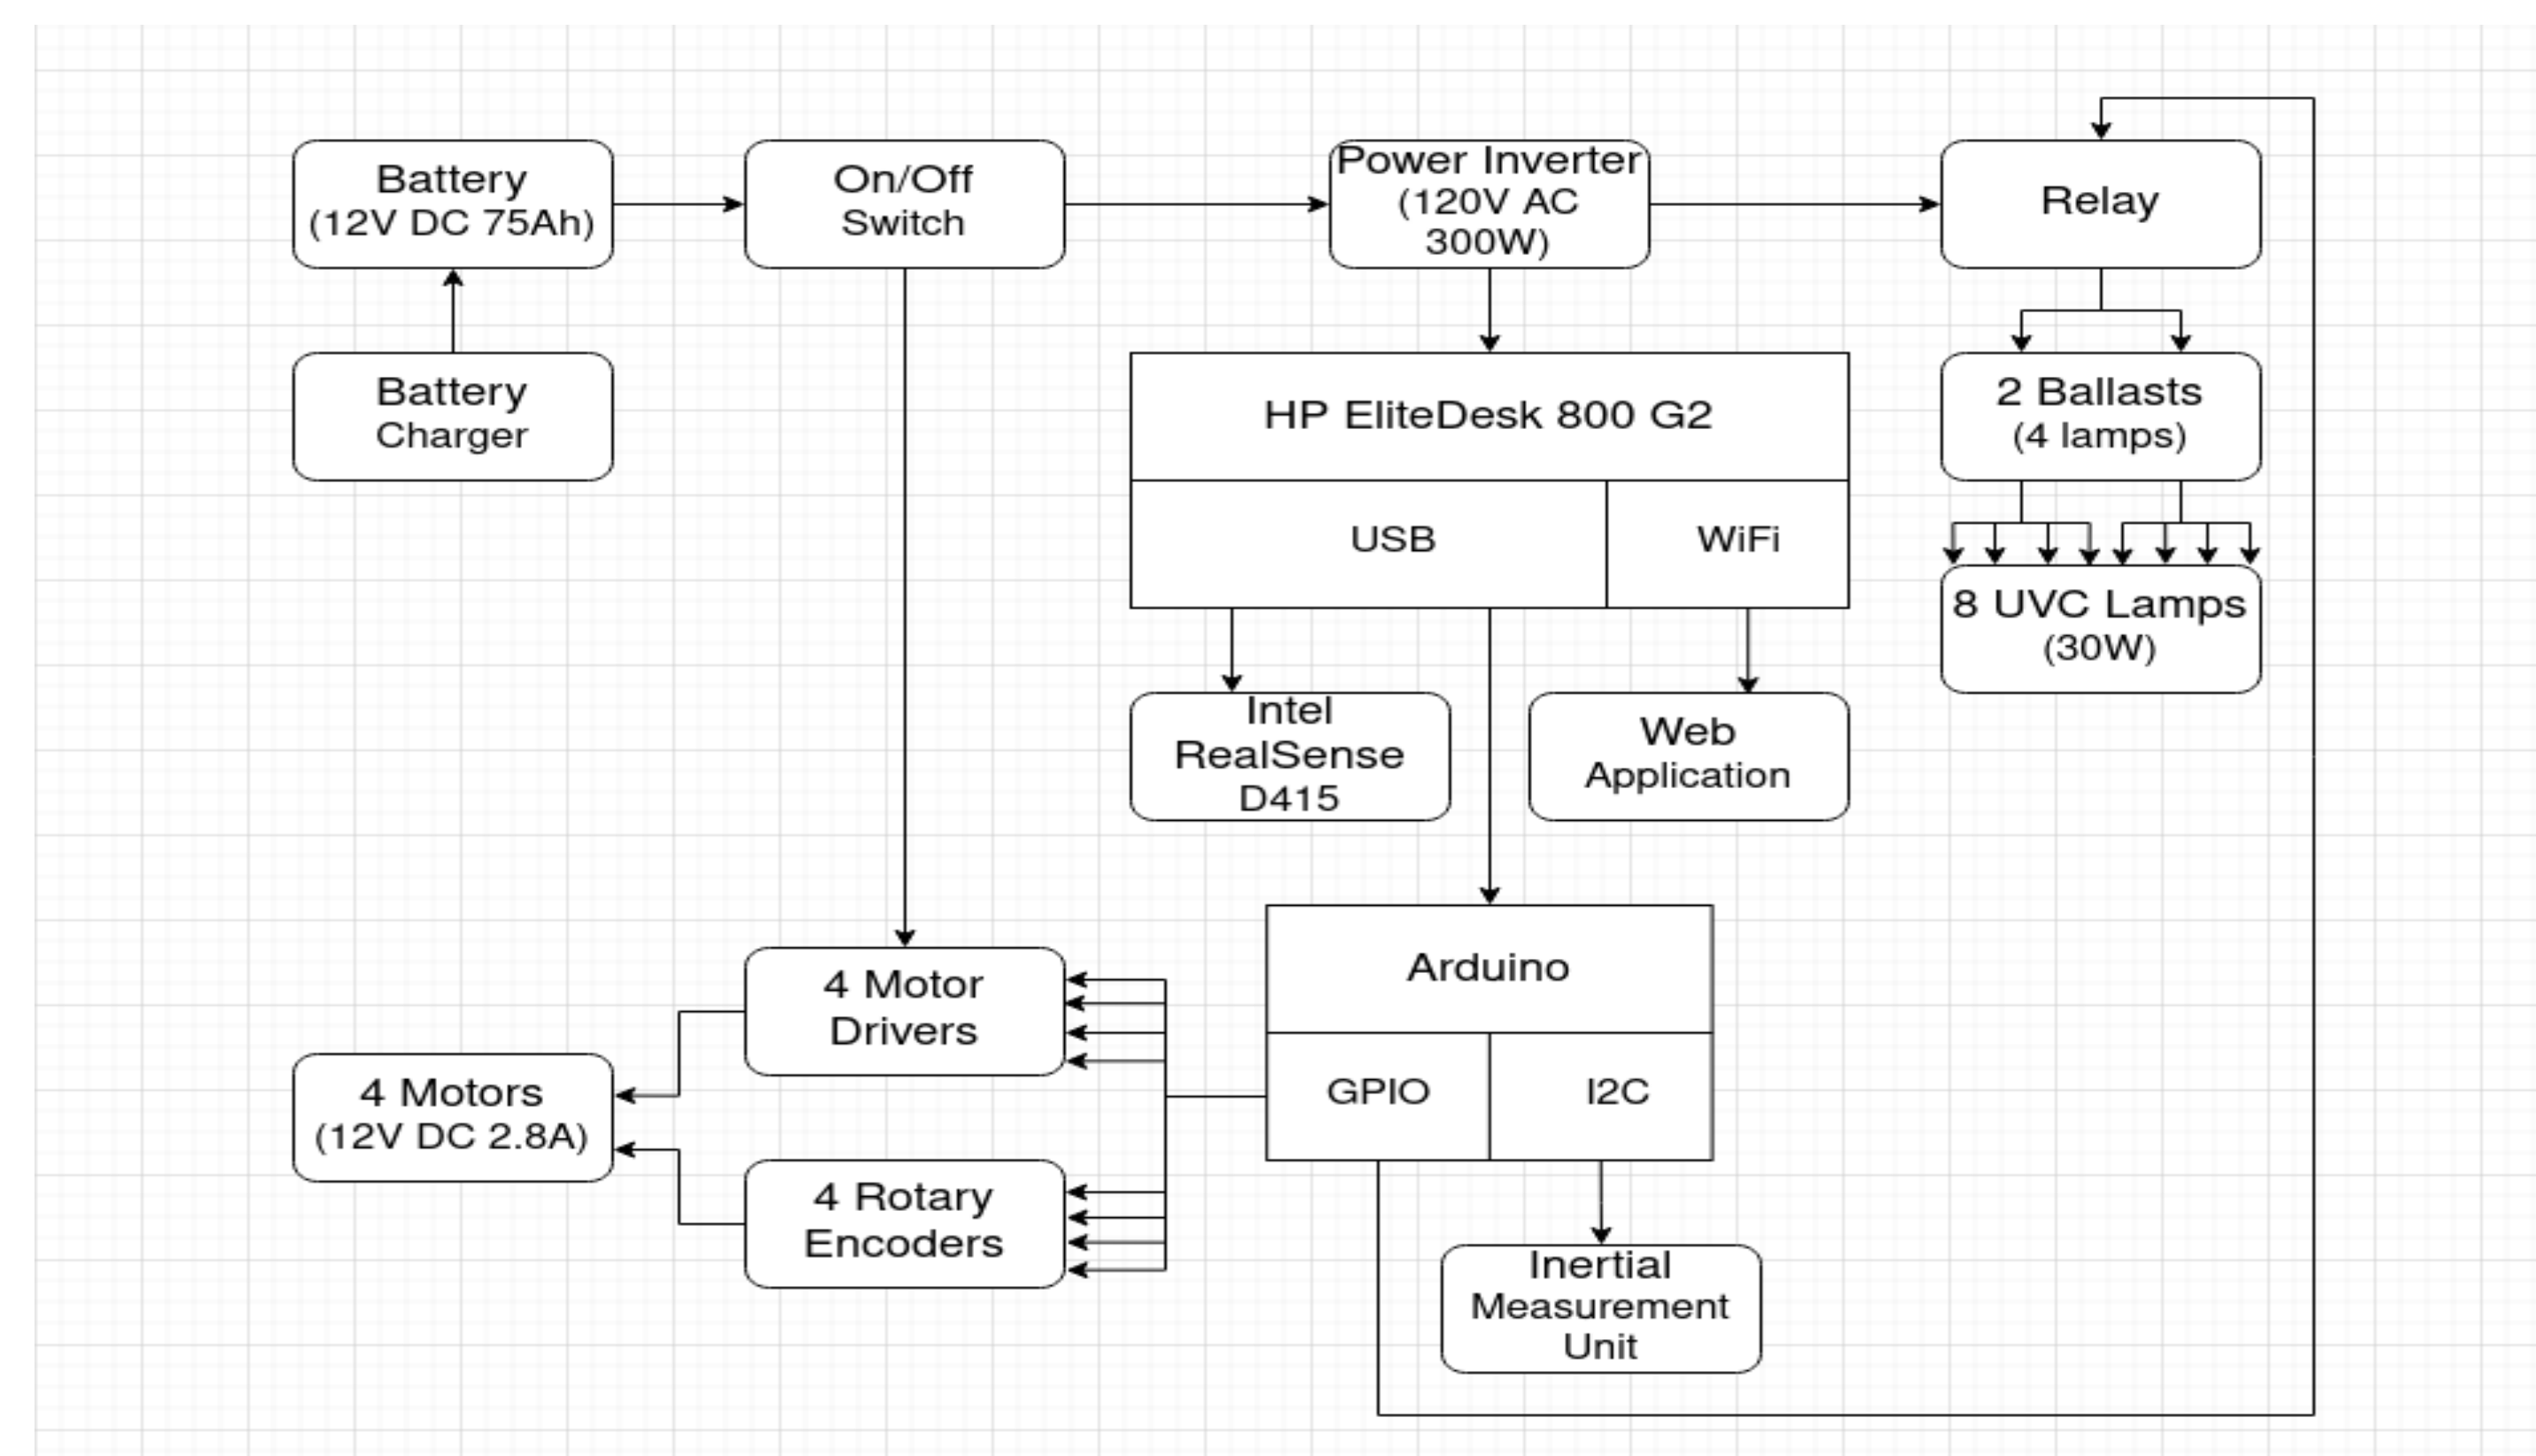 Battery
(12V DC 75Ah)
On/Off
Switch
Power Inverter
(120V AC
300W)
Relay
Battery
Charger
HP EliteDesk 800 G2
USB
WiFi
2 Ballasts
(4 lamps)
8 UVC Lamps
(30W)
Intel
RealSense
D415
Web
Application
4 Motor
Drivers
Arduino
GPIO
I2C
4 Motors
(12V DC 2.8A)
4 Rotary
Encoders
Inertial
Measurement
Unit